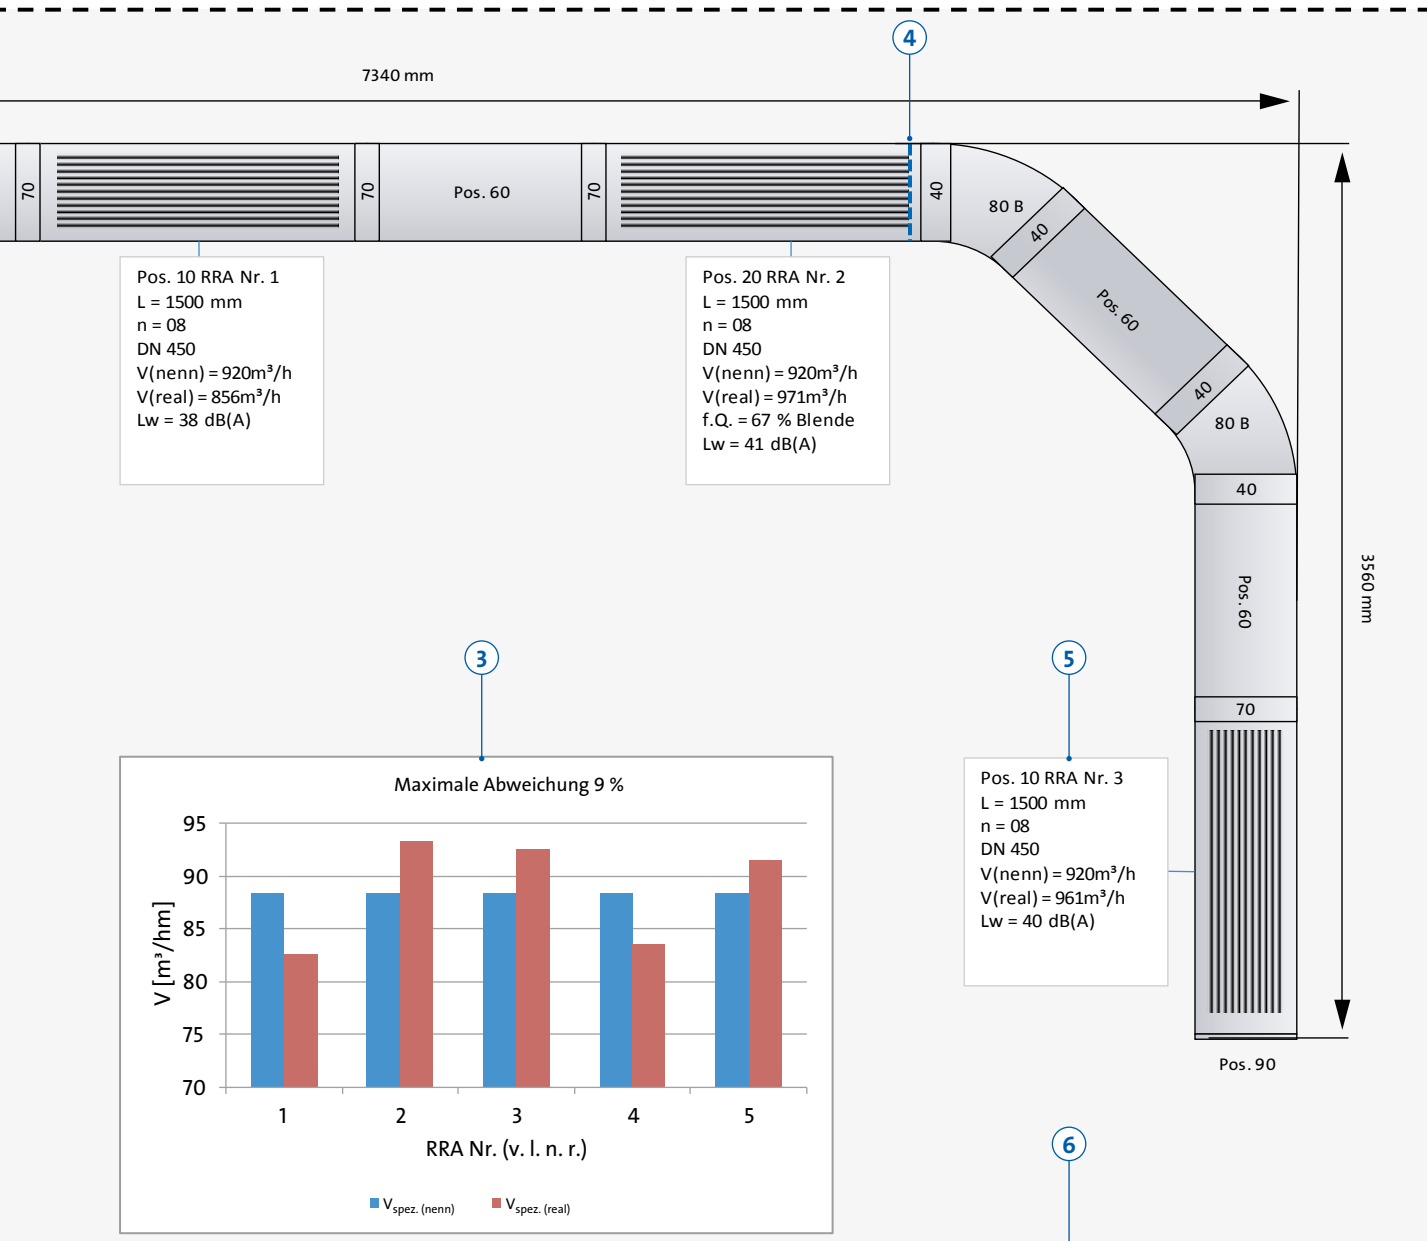 4
7340 mm
70
70
Pos. 60
70
40
80 B
40
Pos. 60
40
80 B
40
Pos. 60
70
3560 mm
Pos. 90
Pos. 10 RRA Nr. 1
L = 1500 mm
n = 08
DN 450
V(nenn) = 920m³/h
V(real) = 856m³/h
Lw = 38 dB(A)
Pos. 20 RRA Nr. 2
L = 1500 mm
n = 08
DN 450
V(nenn) = 920m³/h
V(real) = 971m³/h
f.Q. = 67 % Blende
Lw = 41 dB(A)
3
5
Pos. 10 RRA Nr. 3
L = 1500 mm
n = 08
DN 450
V(nenn) = 920m³/h
V(real) = 961m³/h
Lw = 40 dB(A)
Maximale Abweichung 9 %
95
90
85
80
75
70
V [m³/hm]
1 2 3 4 5
RRA Nr. (v. l. n. r.)
Vspez. (nenn) Vspez. (real)
6